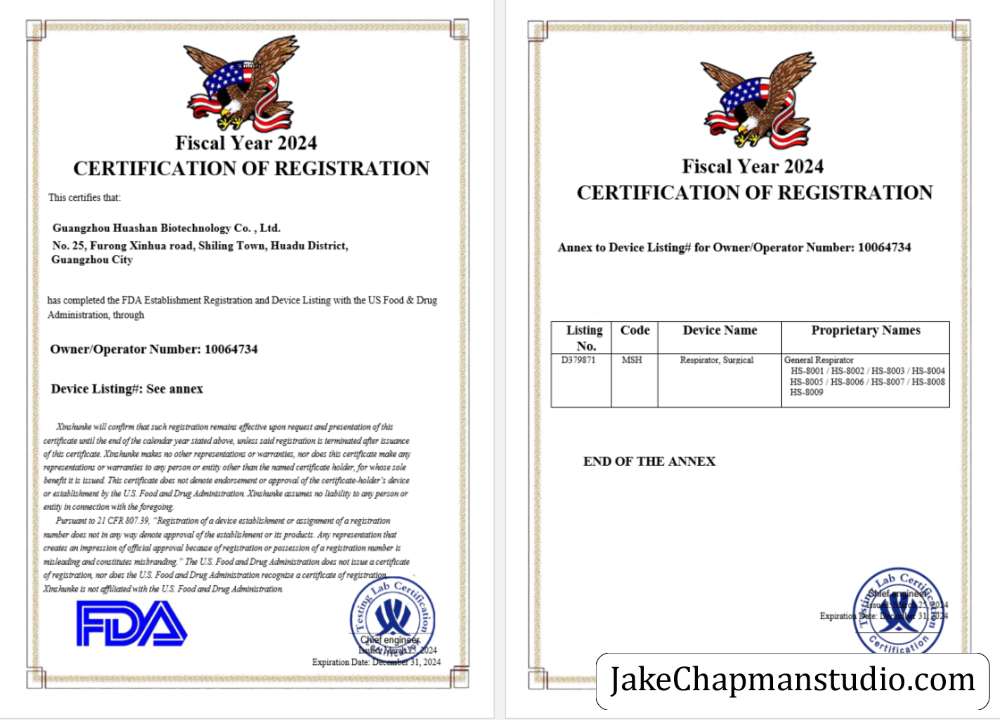 Fiscal Year 2024
CERTIFICATION OF REGISTRATION
This certifies that:
Guangzhou Huashan Biotechnology Co. , Ltd.
No. 25, Furong Xinhua road, Shiling Town, Huadu District,
Guangzhou City
has completed the FDA Establishment Registration and Device Listing with the US Food & Drug
Administration, through
Owner/Operator Number: 10064734
Device Listing#: See annex
Xinshunke will confirm that such registration remains effective upon request and presentation of this
certificate until the end of the calendar year stated above, unless said registration is terminated after issuance
of this certificate. Xinshunke makes no other representations or warranties, nor does this certificate make any
representations or warranties to any person or entity other than the named certificate holder, for whose sole
benefit it is issued. This certificate does not denote endorsement or approval of the certificate-holder's device
or establishment by the U.S. Food and Drug Administration. Xinshunke assumes no liability to any person or
entity in connection with the foregoing.
Pursuant to 21 CFR 807.39, "Registration of a device establishment or assignment of a registration
number does not in any way denote approval of the establishment or its products. Any representation that
creates an impression of official approval because of registration or possession of a registration number is
misleading and constitutes misbranding." The U.S. Food and Drug Administration does not issue a certificate
of registration, nor does the U.S. Food and Drug Administration recognize a certificate of registration.
Xinshunke is not affiliated with the U.S. Food and Drug Administration.
FDA
Testing Lab Certification
Chief engineer
2024
Expiration Date: December 31, 2024
Certification
Fiscal Year 2024
CERTIFICATION OF REGISTRATION
Annex to Device Listing# for Owner/Operator Number: 10064734
Listing No. Code Device Name Proprietary Names
D379871 MSH Respirator, Surgical General Respirator
HS-8001 / HS-8002 / HS-8003 / HS-8004
HS-8005 / HS-8006 / HS-8007 / HS-8008
HS-8009
END OF THE ANNEX
Testing Lab Certification
Chief engineer
2024
Expiration Date: December 31, 2024
Certification
JakeChapmanstudio.com